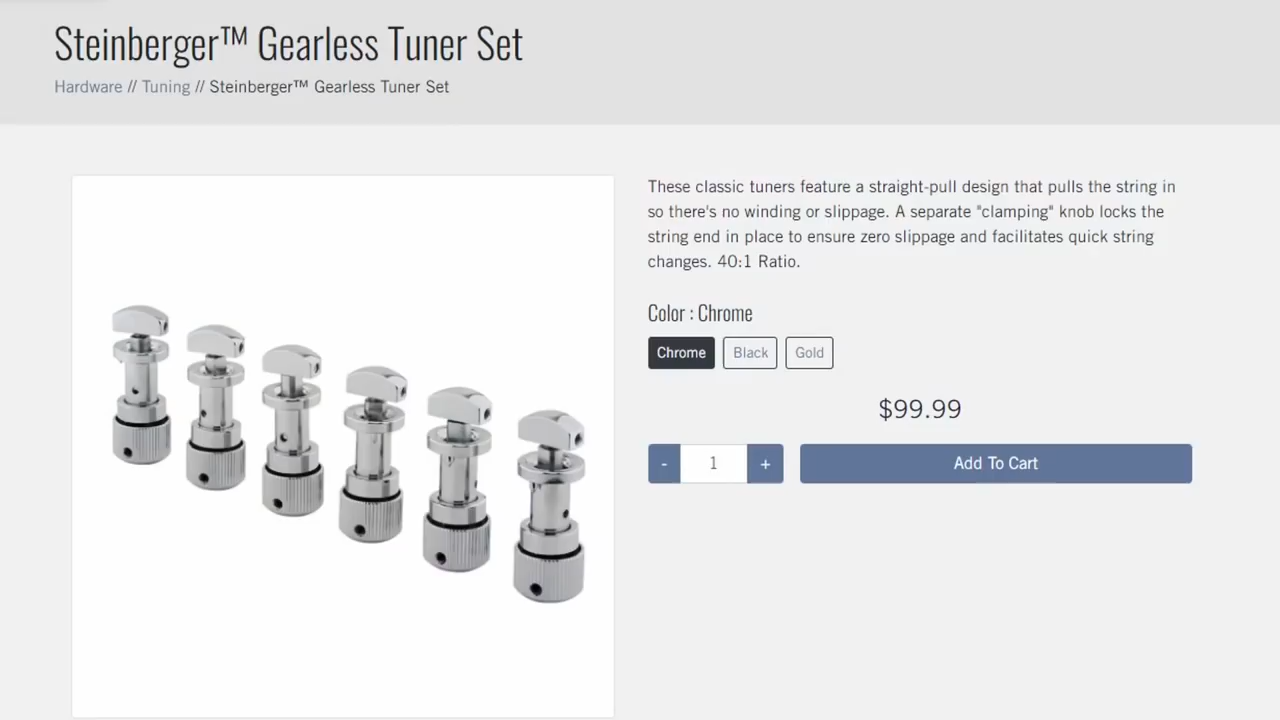 Steinberger™ Gearless Tuner Set
Hardware // Tuning // Steinberger™ Gearless Tuner Set
These classic tuners feature a straight-pull design that pulls the string in
so there's no winding or slippage. A separate "clamping" knob locks the
string end in place to ensure zero slippage and facilitates quick string
changes. 40:1 Ratio.
Color : Chrome
Chrome Black Gold
$99.99
- 1 + Add To Cart